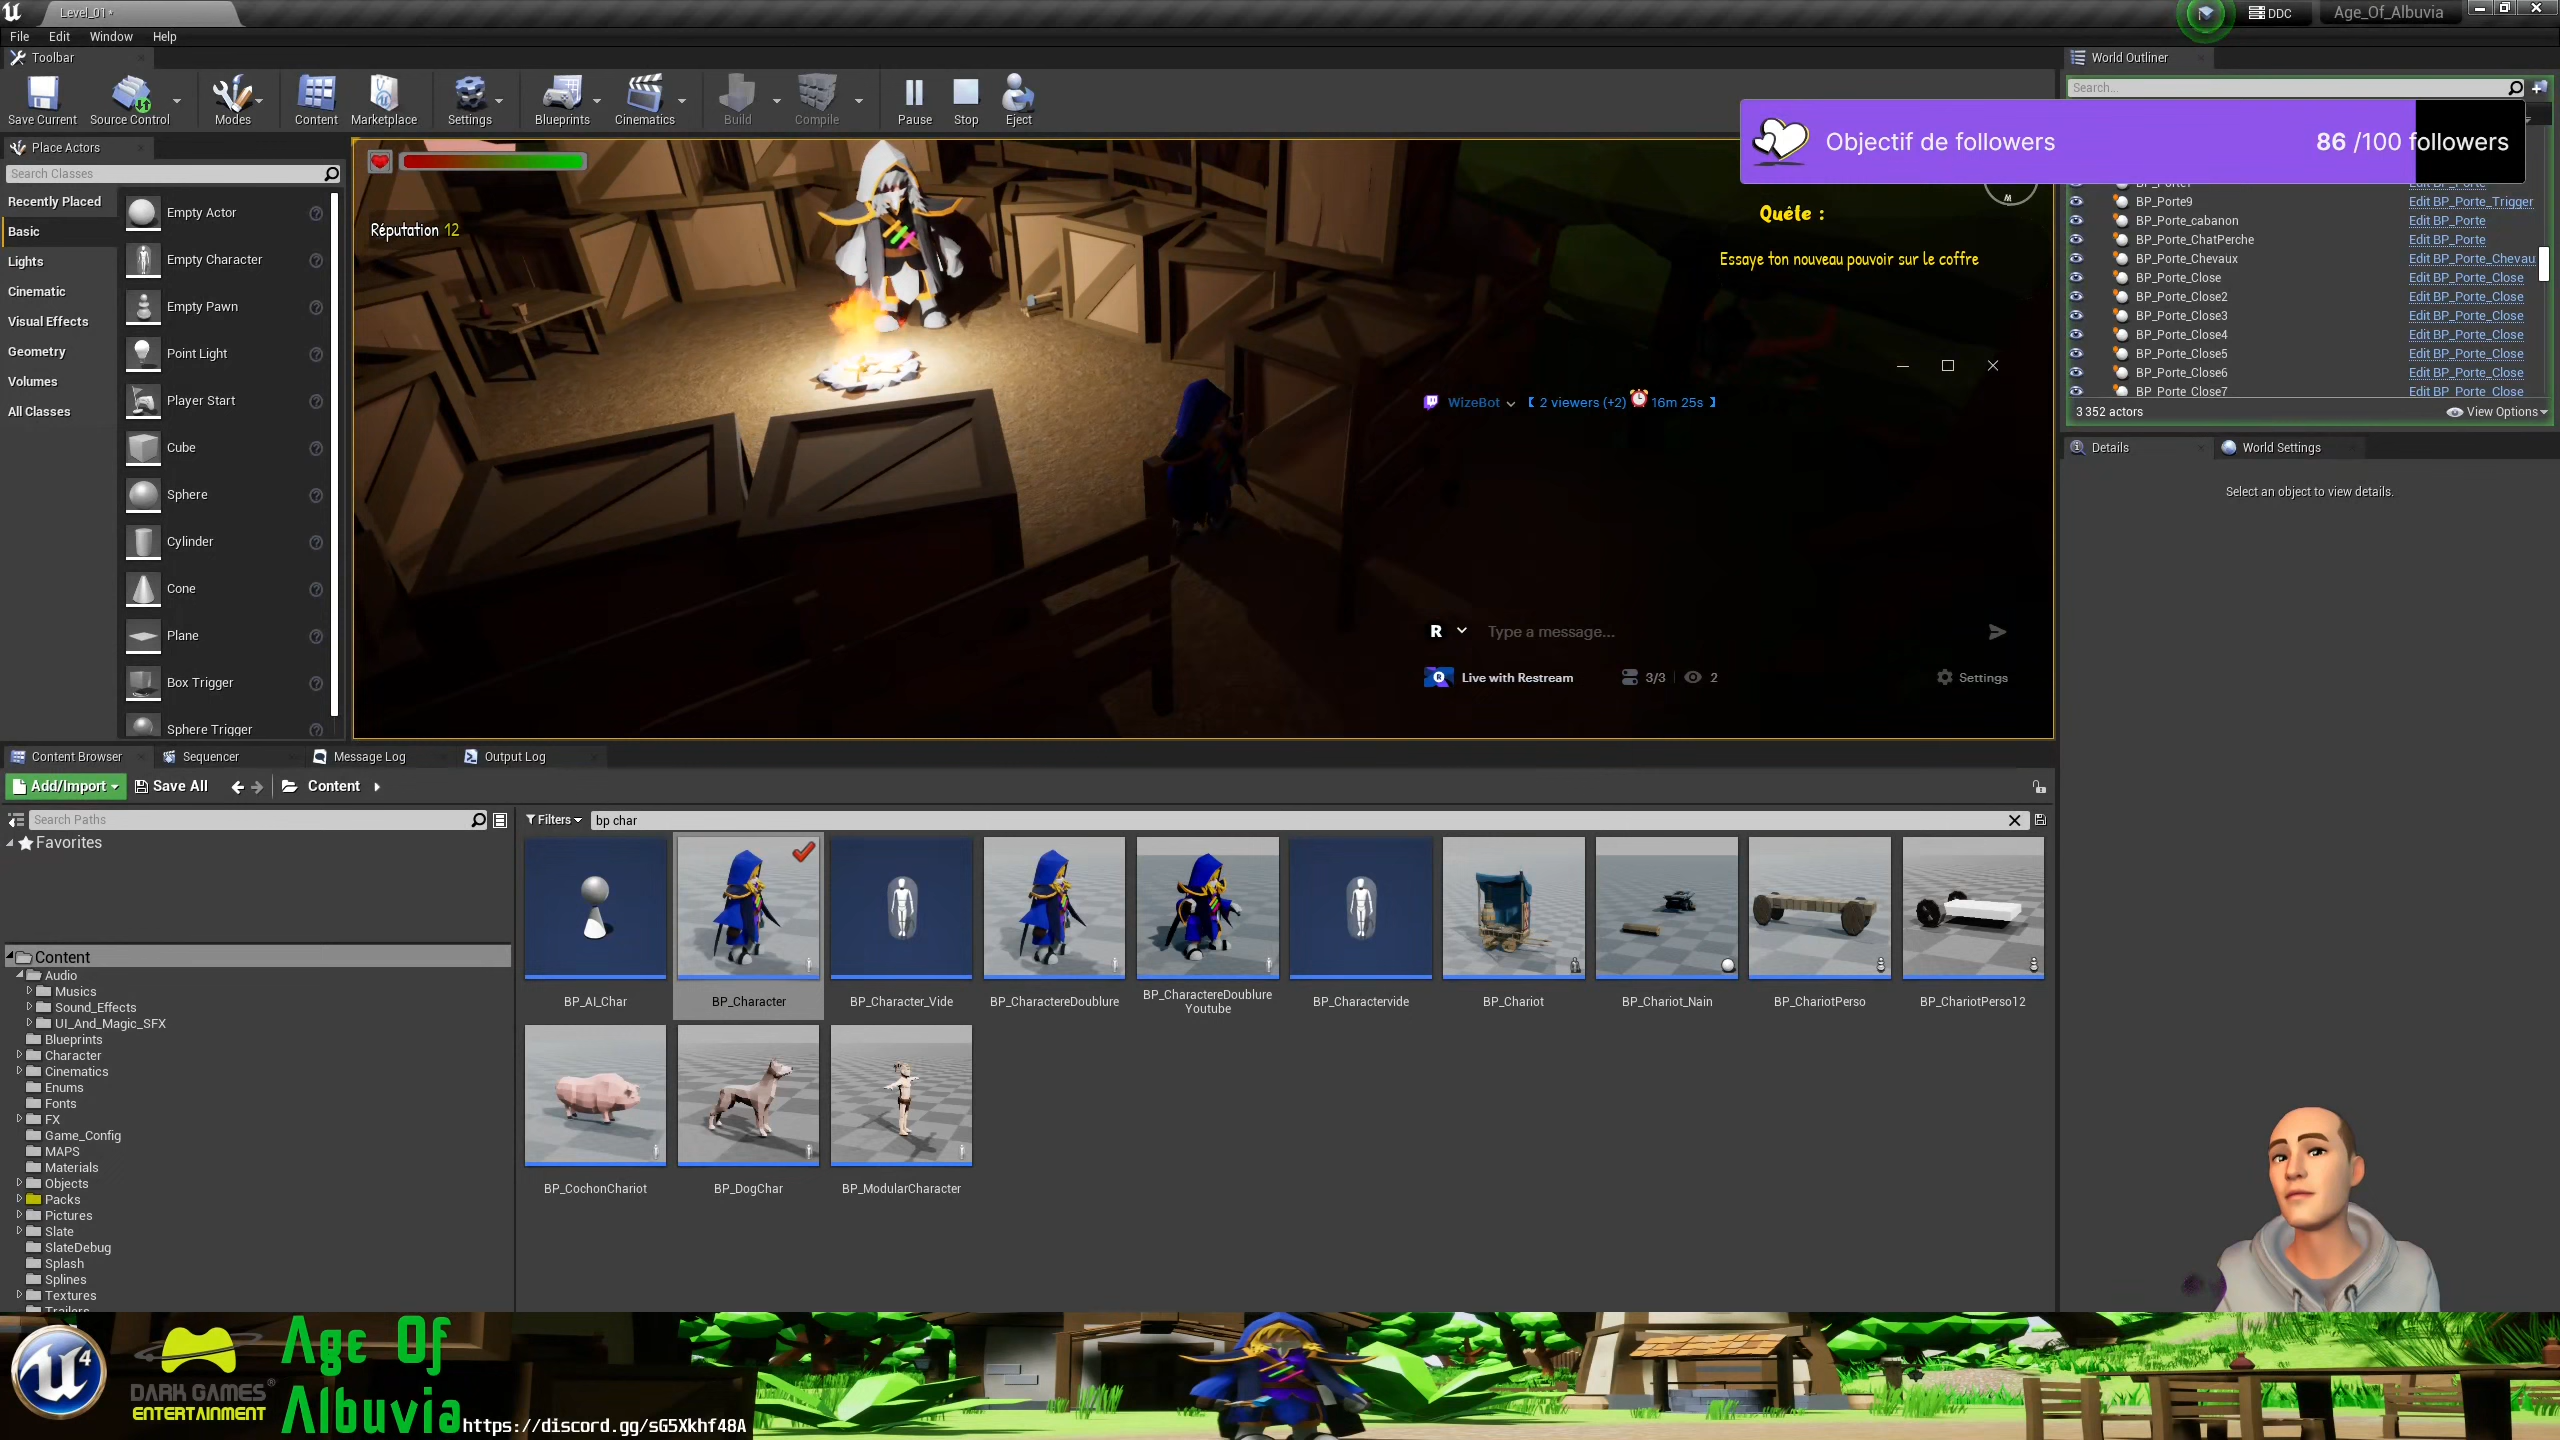 Level_01*
DDC
Age_Of_Albuvia
File Edit Window Help
Toolbar
World Outliner
Search...
Save Current
Source Control
Modes
Content
Marketplace
Settings
Blueprints
Cinematics
Build
Compile
Pause
Stop
Eject
Objectif de followers
86 /100 followers
Place Actors
Search Classes
Recently Placed
Basic
Lights
Cinematic
Visual Effects
Geometry
Volumes
All Classes
Empty Actor
Empty Character
Empty Pawn
Point Light
Player Start
Cube
Sphere
Cylinder
Cone
Plane
Box Trigger
Sphere Trigger
Réputation 12
M
Quête :
Essaye ton nouveau pouvoir sur le coffre
WizeBot
【 2 viewers (+2) 16m 25s 】
R
Type a message...
Live with Restream
3/3
2
Settings
BP_Porte9 Edit BP_Porte_Trigger
BP_Porte_cabanon Edit BP_Porte
BP_Porte_ChatPerche Edit BP_Porte
BP_Porte_Chevaux Edit BP_Porte_Chevau
BP_Porte_Close Edit BP_Porte_Close
BP_Porte_Close2 Edit BP_Porte_Close
BP_Porte_Close3 Edit BP_Porte_Close
BP_Porte_Close4 Edit BP_Porte_Close
BP_Porte_Close5 Edit BP_Porte_Close
BP_Porte_Close6 Edit BP_Porte_Close
BP_Porte_Close7 Edit BP_Porte_Close
3 352 actors
View Options
Details
World Settings
Select an object to view details.
Content Browser
Sequencer
Message Log
Output Log
Add/Import
Save All
Content
Search Paths
Filters
bp char
Favorites
Content
Audio
Musics
Sound_Effects
UI_And_Magic_SFX
Blueprints
Character
Cinematics
Enums
Fonts
FX
Game_Config
MAPS
Materials
Objects
Packs
Pictures
Slate
SlateDebug
Splash
Splines
Textures
Trailers
BP_AI_Char
BP_Character
BP_Character_Vide
BP_CharactereDoublure
BP_CharactereDoublure
Youtube
BP_Charactervide
BP_Chariot
BP_Chariot_Nain
BP_ChariotPerso
BP_ChariotPerso12
BP_CochonChariot
BP_DogChar
BP_ModularCharacter
4
DARK GAMES®
ENTERTAINMENT
Age Of
Albuvia
https://discord.gg/sG5Xkhf48A